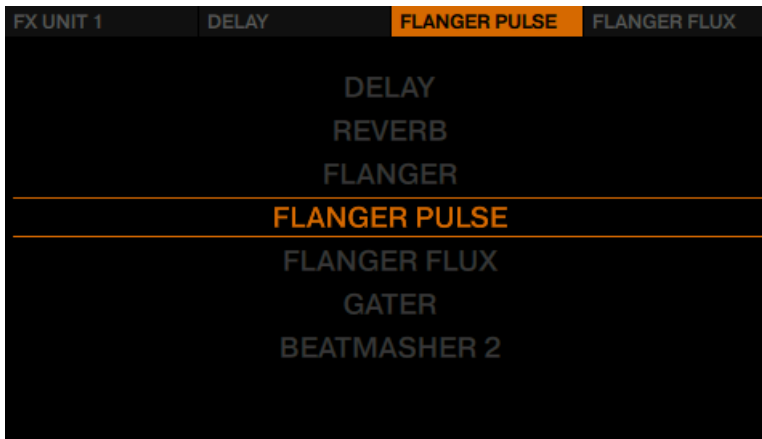 FX UNIT 1 DELAY FLANGER PULSE FLANGER FLUX
DELAY
REVERB
FLANGER
FLANGER PULSE
FLANGER FLUX
GATER
BEATMASHER 2